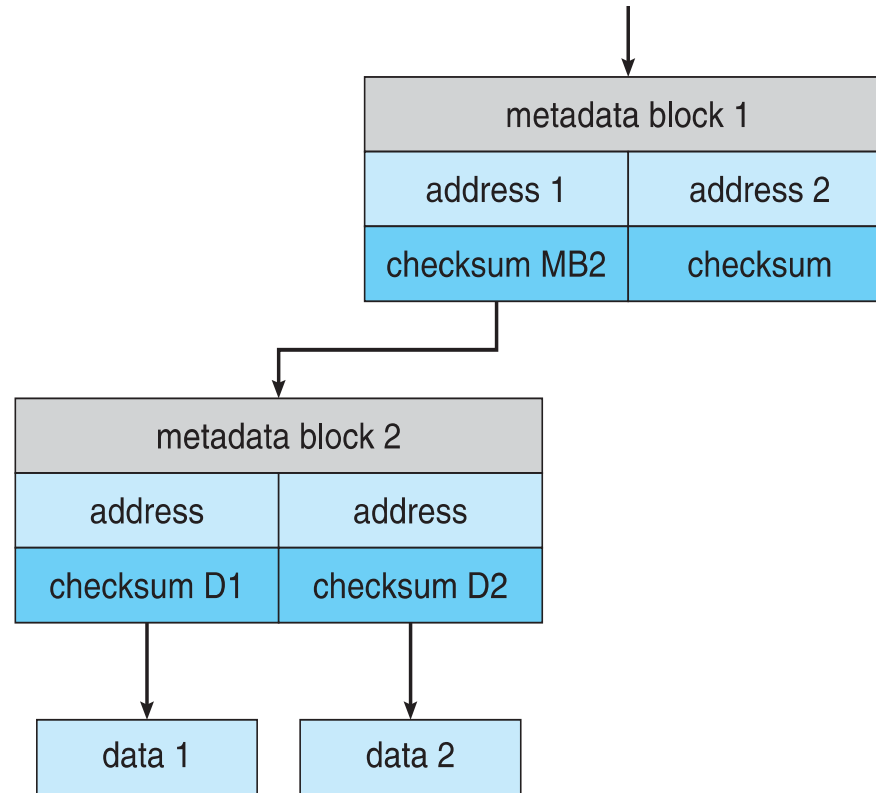 metadata block 1
address 1 address 2
checksum MB2 checksum
metadata block 2
address address
checksum D1 checksum D2
data 1 data 2